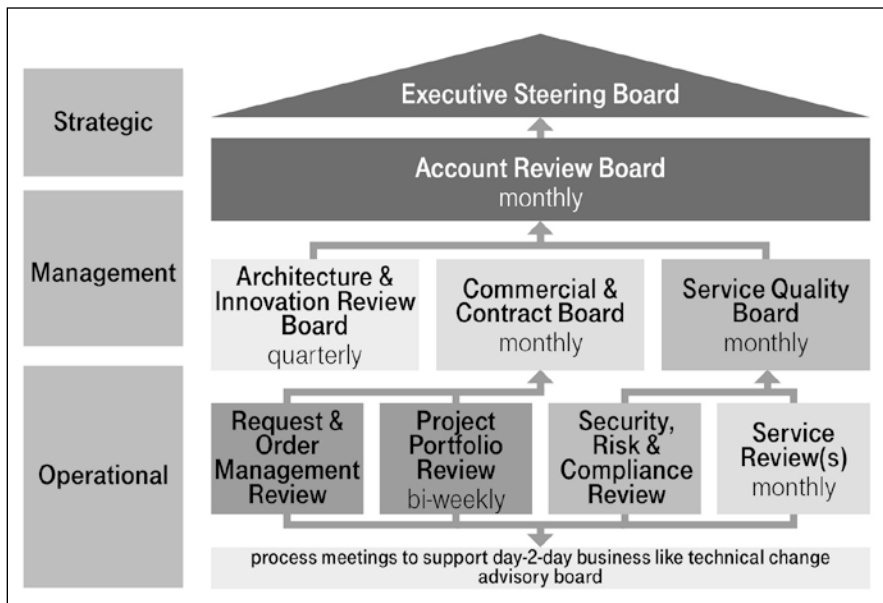 Strategic
Executive Steering Board
Account Review Board
monthly
Management
Architecture &
Innovation Review
Board
quarterly
Commercial &
Contract Board
monthly
Service Quality
Board
monthly
Operational
Request &
Order
Management
Review
Project
Portfolio
Review
bi-weekly
Security,
Risk &
Compliance
Review
Service
Review(s)
monthly
process meetings to support day-2-day business like technical change
advisory board